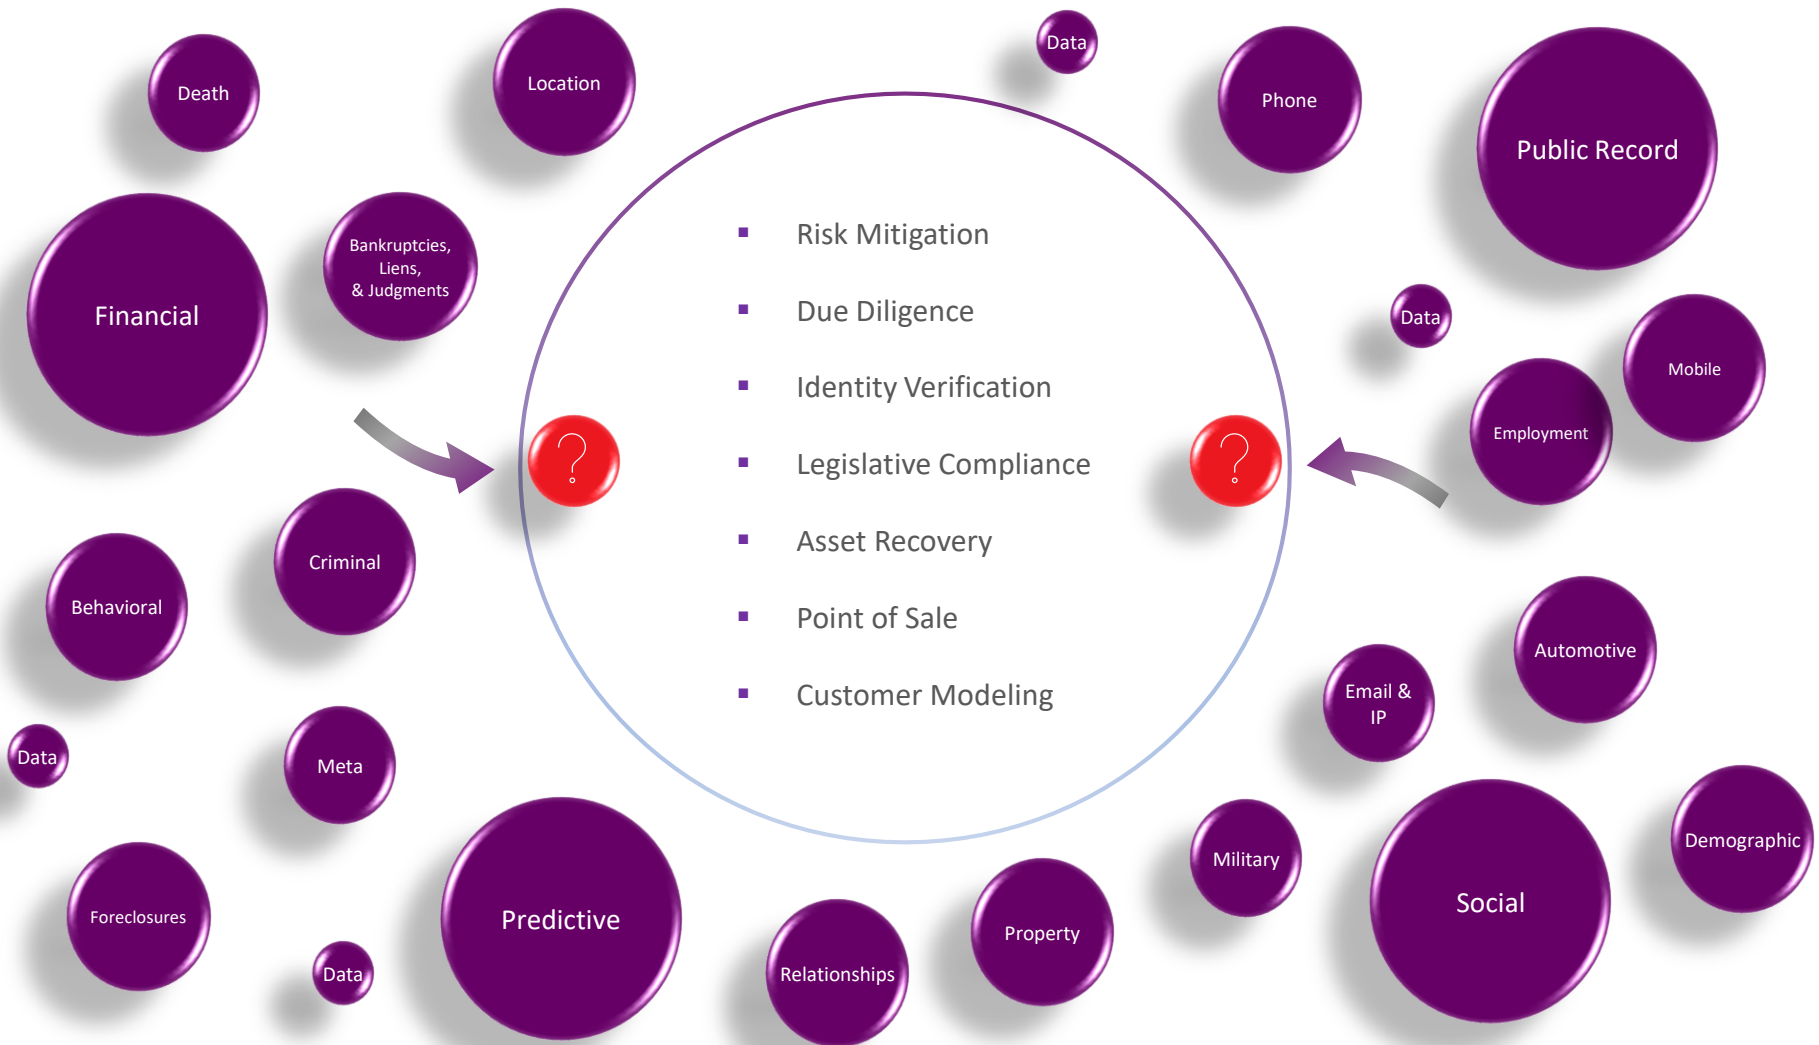 Death
Location
Data
Phone
Public Record
Financial
Bankruptcies,
Liens,
& Judgments
Risk Mitigation
Due Diligence
Identity Verification
Legislative Compliance
Asset Recovery
Point of Sale
Customer Modeling
?
?
Data
Mobile
Employment
Criminal
Behavioral
Data
Meta
Foreclosures
Data
Predictive
Relationships
Property
Military
Email &
IP
Automotive
Social
Demographic